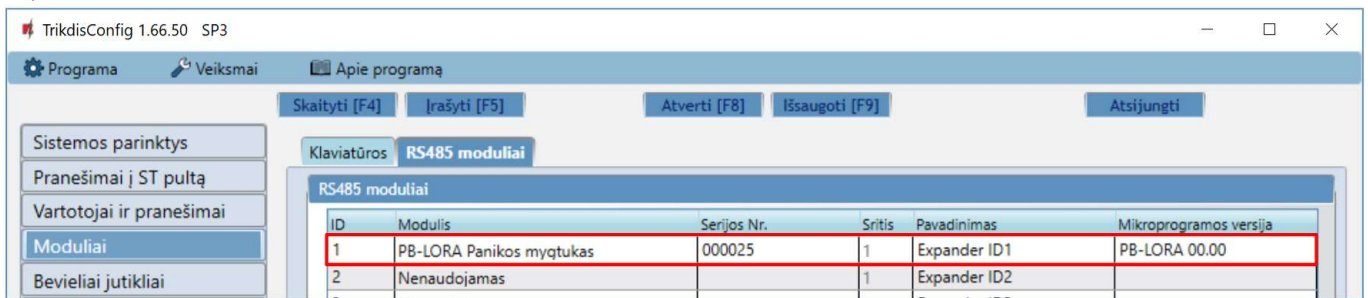 TrikdisConfig 1.66.50 SP3
Programa Veiksmai Apie programą
Skaityti [F4] Įrašyti [F5] Atverti [F8] Išsaugoti [F9] Atsijungti
Sistemos parinktys
Pranešimai į ST pultą
Vartotojai ir pranešimai
Moduliai
Bevieliai jutikliai
Klaviatūros RS485 moduliai
RS485 moduliai
ID Modulis Serijos Nr. Sritis Pavadinimas Mikroprogramos versija
1 PB-LORA Panikos mygtukas 000025 1 Expander ID1 PB-LORA 00.00
2 Nenaudojamas 1 Expander ID2